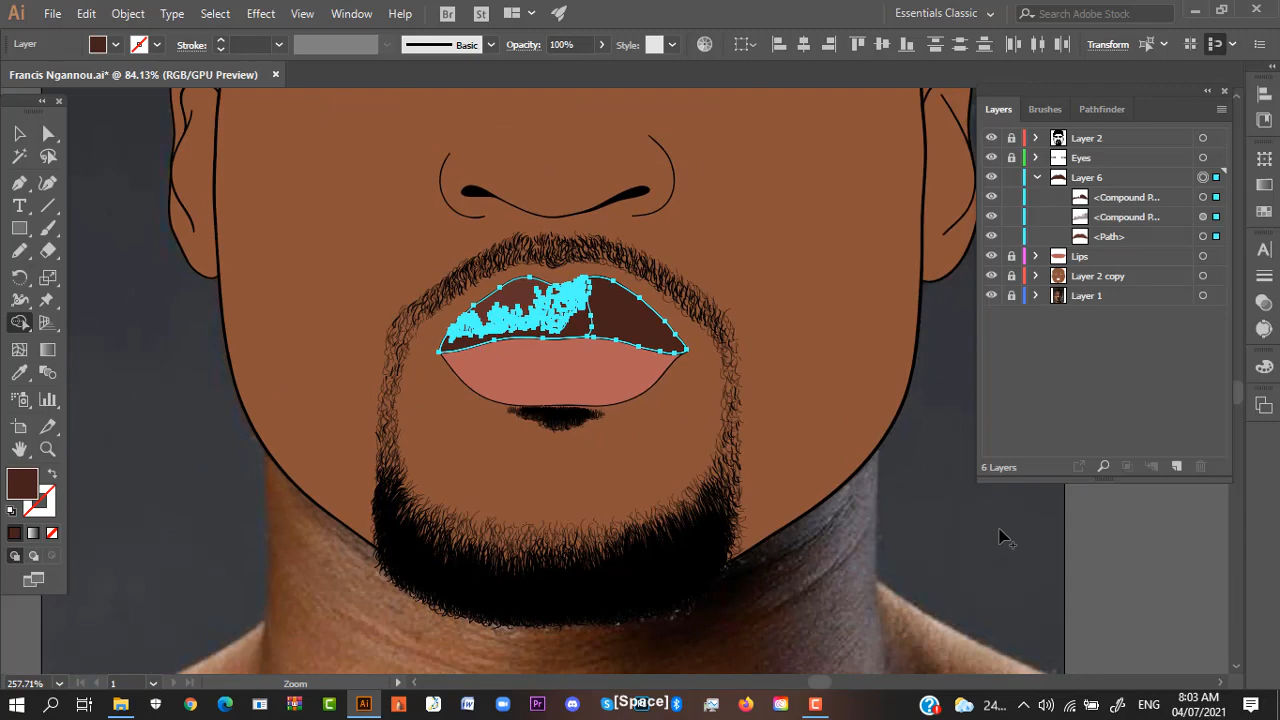 Ai File Edit Object Type Select Effect View Window Help Br St Essentials Classic Search Adobe Stock
Layer Stroke: Basic Opacity: 100% Style: Transform
Francis Ngannou.ai* @ 84.13% (RGB/GPU Preview)
Layers Brushes Pathfinder
Layer 2
Eyes
Layer 6
<Compound P...
<Compound P...
<Path>
Lips
Layer 2 copy
Layer 1
6 Layers
257.71% 1 Zoom
[Space]
24... ENG 8:03 AM
04/07/2021